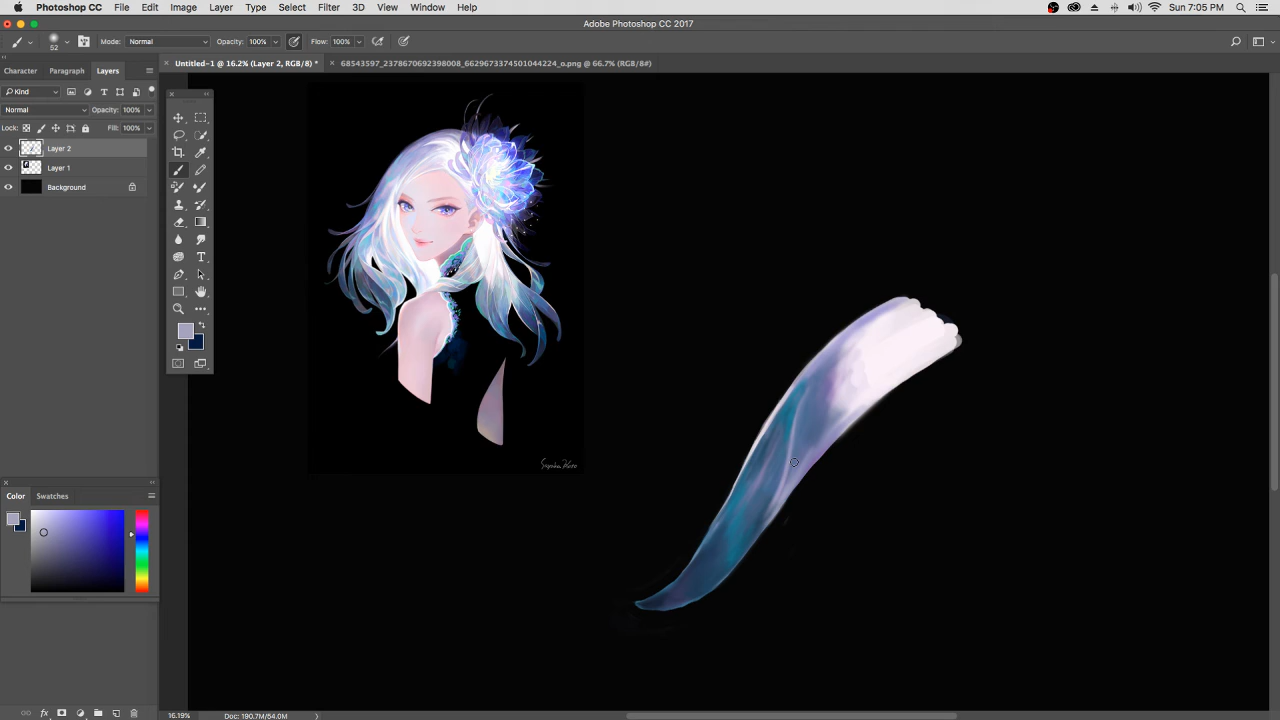 Photoshop CC File Edit Image Layer Type Select Filter 3D View Window Help Sun 7:05 PM
Adobe Photoshop CC 2017
52 Mode: Normal Opacity: 100% Flow: 100%
Untitled-1 @ 16.2% (Layer 2, RGB/8) * 68543597_2378670692398008_6629673374501044224_o.png @ 66.7% (RGB/8#)
Character Paragraph Layers
Kind
Normal Opacity: 100%
Lock: Fill: 100%
Layer 2
Layer 1
Background
Color Swatches
16.19% Doc: 190.7M/54.0M